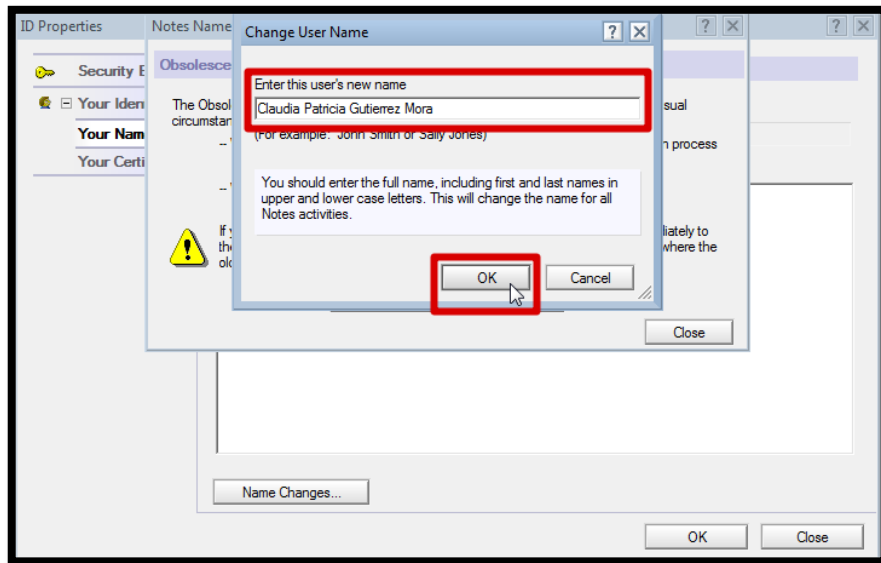 ID Properties
Notes Name
Change User Name
Security
Obsolesce
Your Iden
Your Nam
Your Certi
The Obsol
sual
circumstan
n process
Enter this user's new name
Claudia Patricia Gutierrez Mora
(For example: John Smith or Sally Jones)
You should enter the full name, including first and last names in
upper and lower case letters. This will change the name for all
Notes activities.
If
liately to
where the
OK
Cancel
Close
Name Changes...
OK
Close